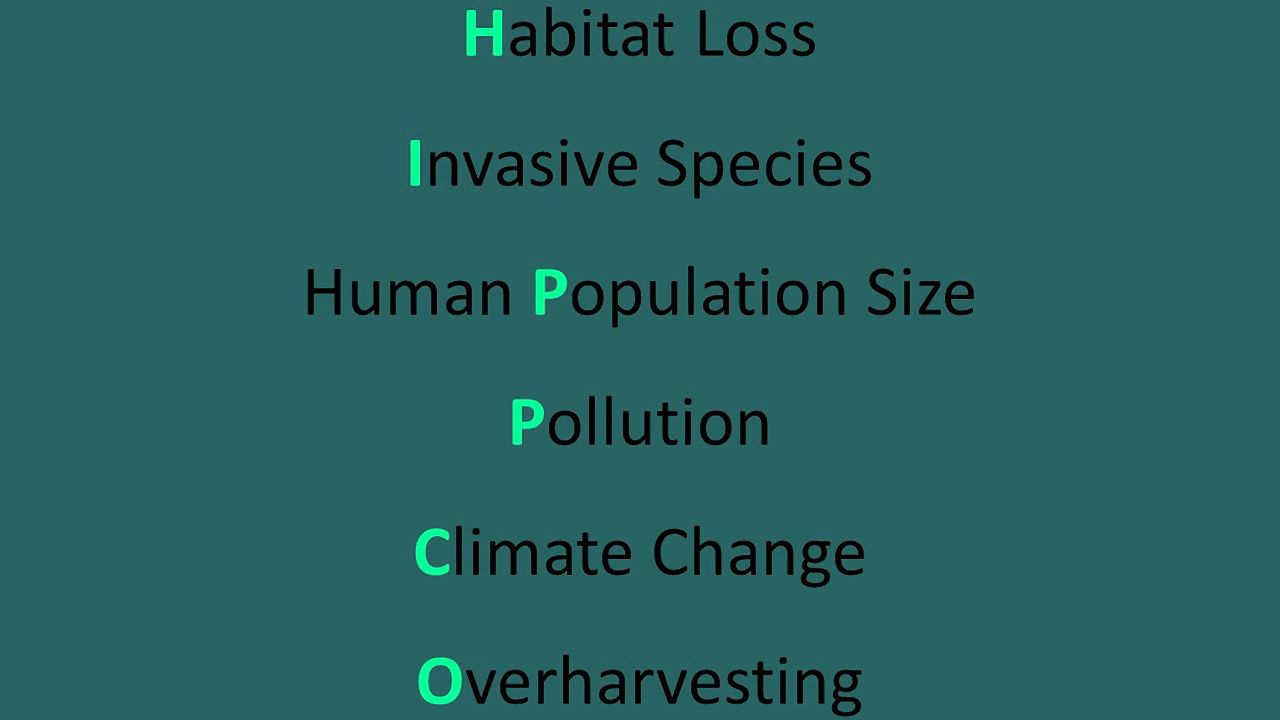 Habitat Loss
Invasive Species
Human Population Size
Pollution
Climate Change
Overharvesting